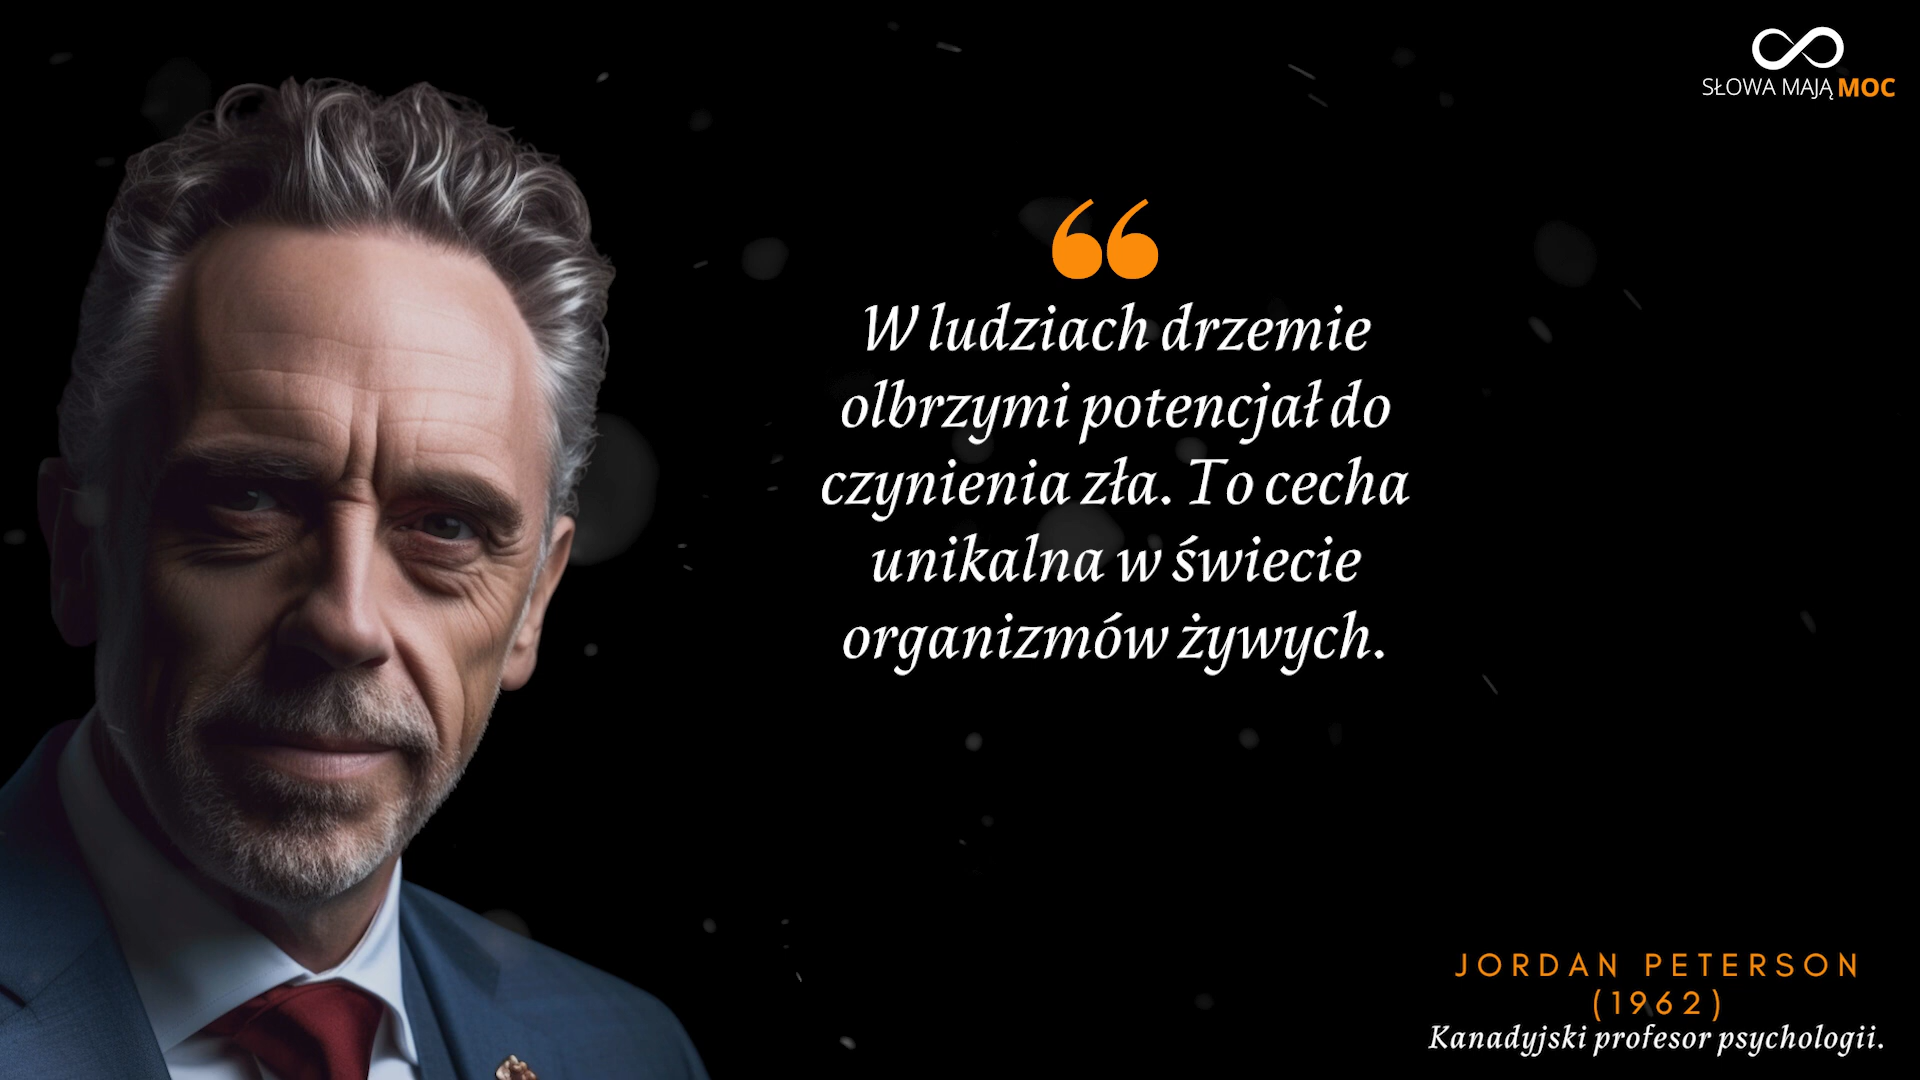 SŁOWA MAJĄ MOC
W ludziach drzemie
olbrzymi potencjał do
czynienia zła. To cecha
unikalna w świecie
organizmów żywych.
JORDAN PETERSON
(1962)
Kanadyjski profesor psychologii.